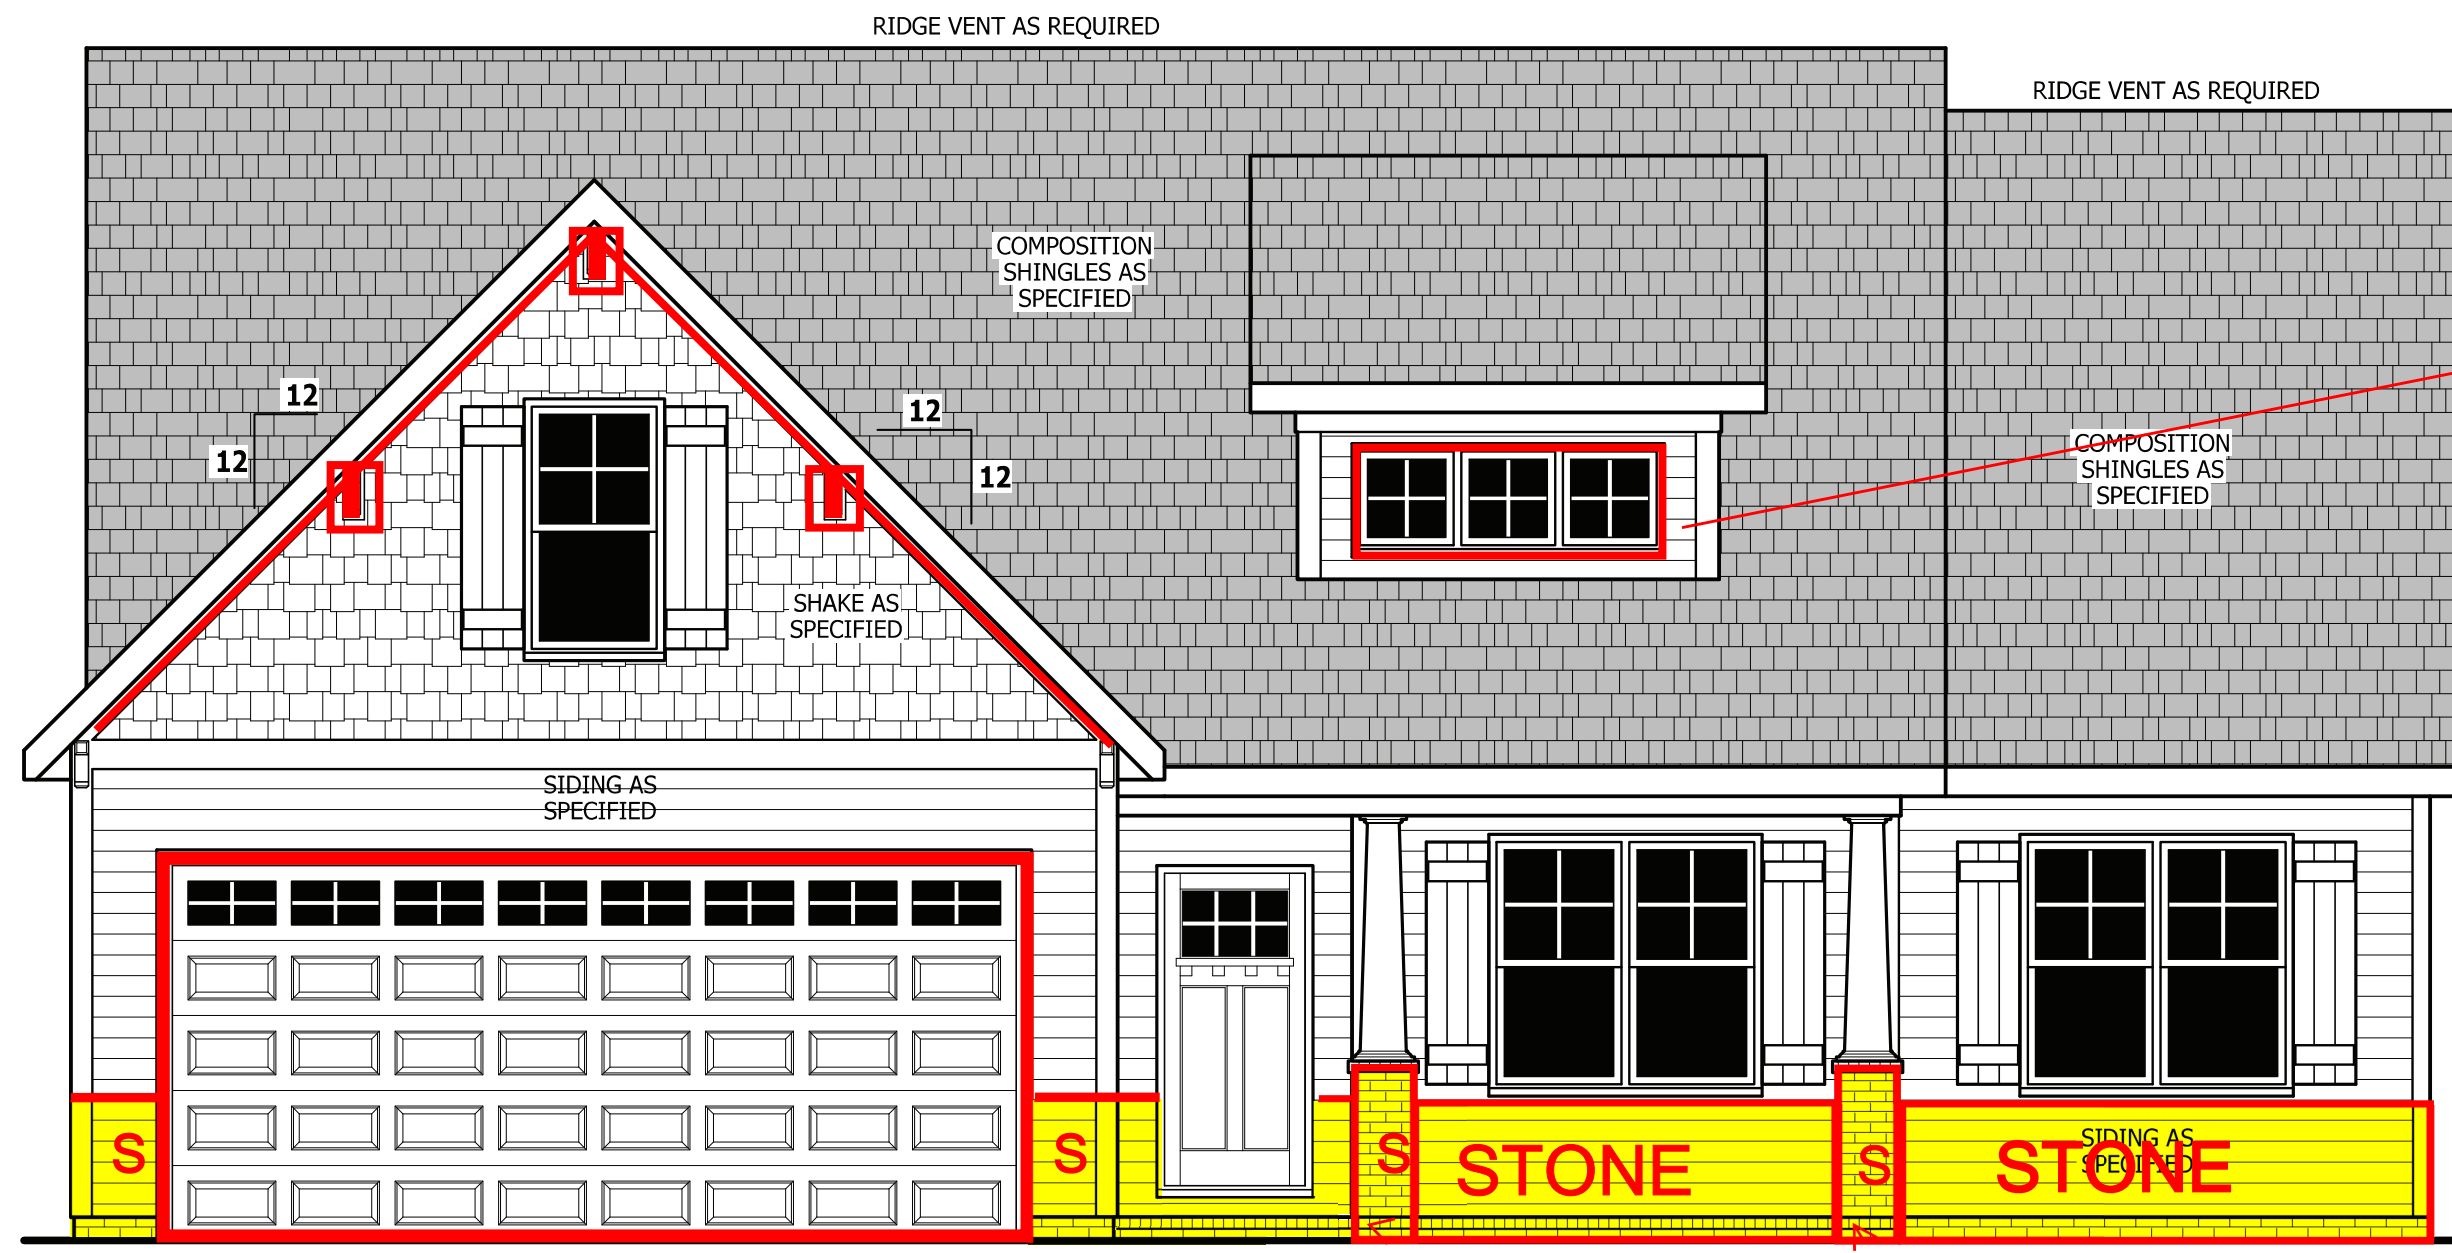 RIDGE VENT AS REQUIRED
RIDGE VENT AS REQUIRED
COMPOSITION
SHINGLES AS
SPECIFIED
12
12
12
12
COMPOSITION
SHINGLES AS
SPECIFIED
SHAKE AS
SPECIFIED
SIDING AS
SPECIFIED
S
S
S
STONE
S
STONE
SIDING AS
SPECIFIED